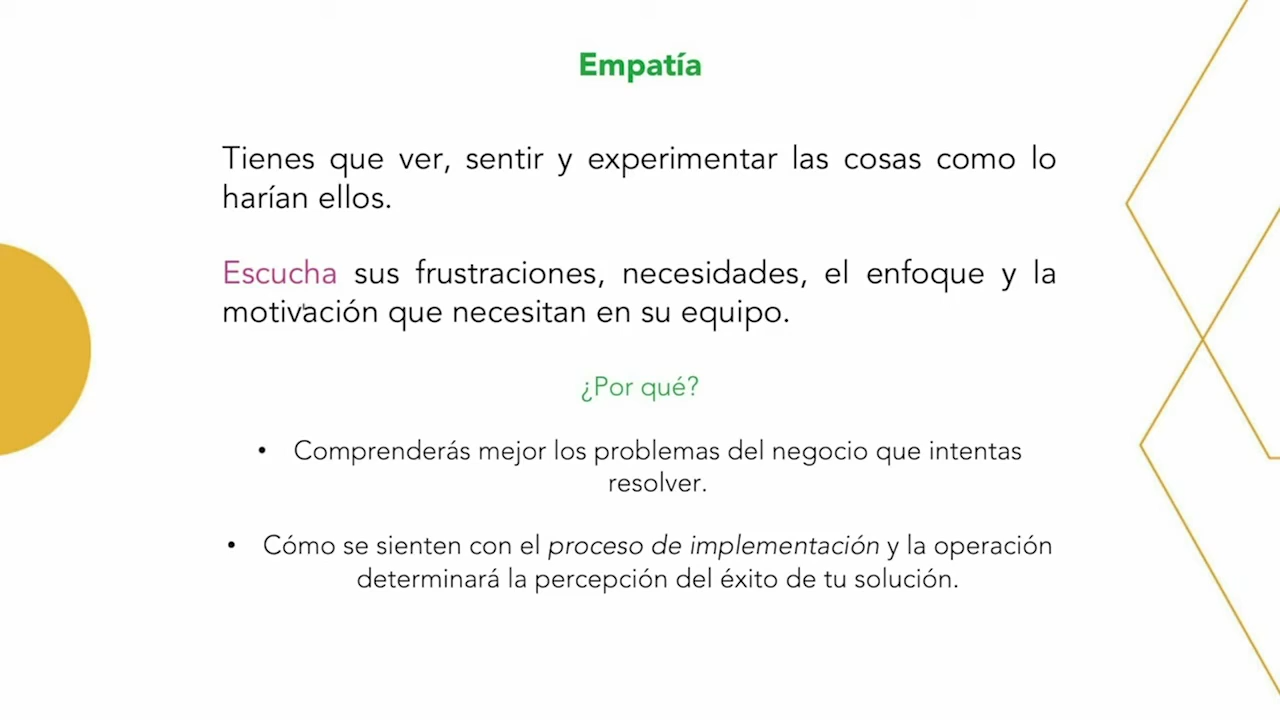 Empatía
Tienes que ver, sentir y experimentar las cosas como lo
harían ellos.
Escucha sus frustraciones, necesidades, el enfoque y la
motivación que necesitan en su equipo.
¿Por qué?
• Comprenderás mejor los problemas del negocio que intentas
resolver.
• Cómo se sienten con el proceso de implementación y la operación
determinará la percepción del éxito de tu solución.